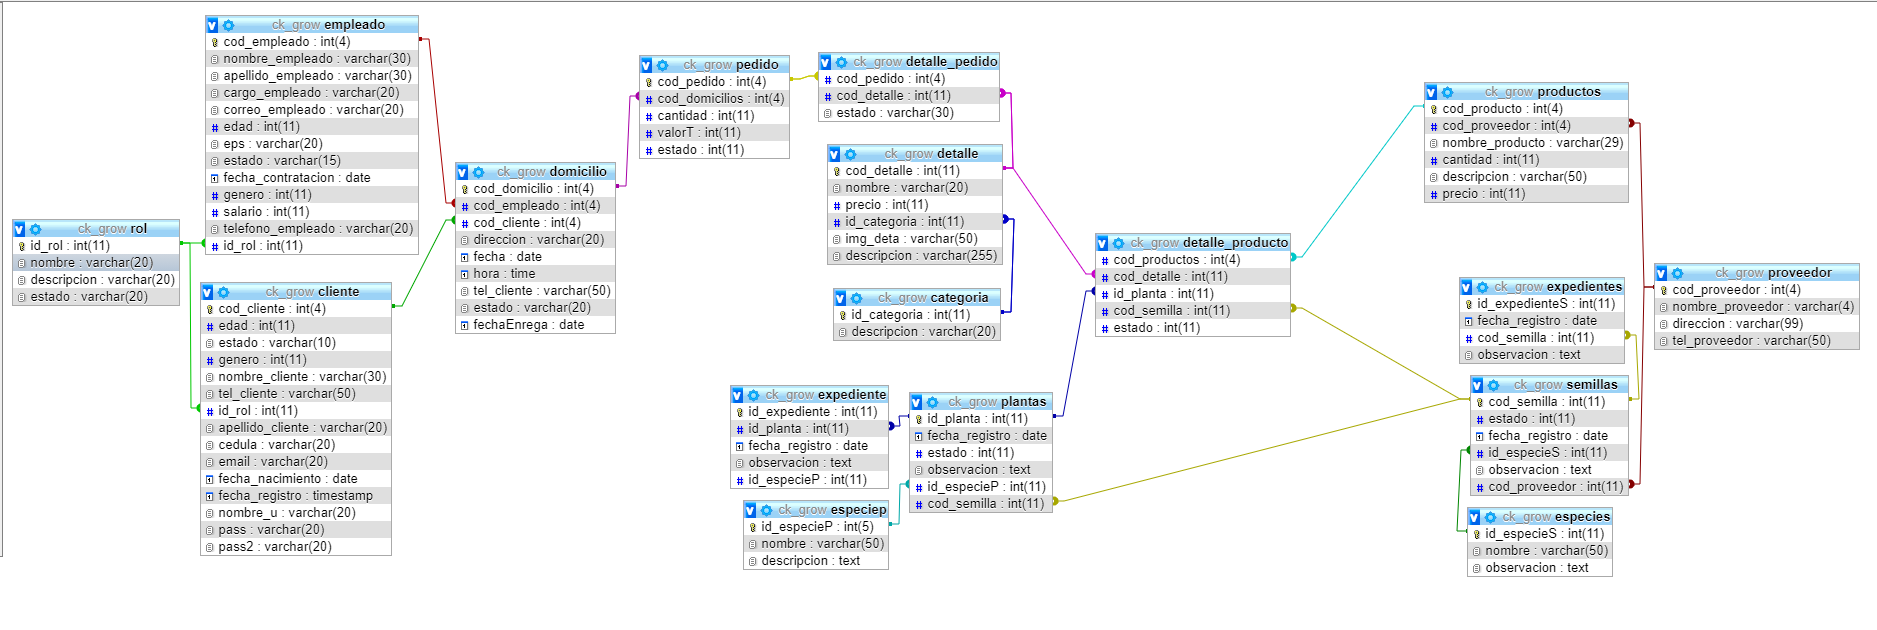 ck_grow rol
id_rol : int(11)
nombre : varchar(20)
descripcion : varchar(20)
estado : varchar(20)
ck_grow empleado
cod_empleado : int(4)
nombre_empleado : varchar(30)
apellido_empleado : varchar(30)
cargo_empleado : varchar(20)
correo_empleado : varchar(20)
edad : int(11)
eps : varchar(20)
estado : varchar(15)
fecha_contratacion : date
genero : int(11)
salario : int(11)
telefono_empleado : varchar(20)
id_rol : int(11)
ck_grow cliente
cod_cliente : int(4)
edad : int(11)
estado : varchar(10)
genero : int(11)
nombre_cliente : varchar(30)
tel_cliente : varchar(50)
id_rol : int(11)
apellido_cliente : varchar(20)
cedula : varchar(20)
email : varchar(20)
fecha_nacimiento : date
fecha_registro : timestamp
nombre_u : varchar(20)
pass : varchar(20)
pass2 : varchar(20)
ck_grow domicilio
cod_domicilio : int(4)
cod_empleado : int(4)
cod_cliente : int(4)
direccion : varchar(20)
fecha : date
hora : time
tel_cliente : varchar(50)
estado : varchar(20)
fechaEnrega : date
ck_grow pedido
cod_pedido : int(4)
cod_domicilios : int(4)
cantidad : int(11)
valorT : int(11)
estado : int(11)
ck_grow detalle_pedido
cod_pedido : int(4)
cod_detalle : int(11)
estado : varchar(30)
ck_grow detalle
cod_detalle : int(11)
nombre : varchar(20)
precio : int(11)
id_categoria : int(11)
img_deta : varchar(50)
descripcion : varchar(255)
ck_grow categoria
id_categoria : int(11)
descripcion : varchar(20)
ck_grow expediente
id_expediente : int(11)
id_planta : int(11)
fecha_registro : date
observacion : text
id_especieP : int(11)
ck_grow especiep
id_especieP : int(5)
nombre : varchar(50)
descripcion : text
ck_grow plantas
id_planta : int(11)
fecha_registro : date
estado : int(11)
observacion : text
id_especieP : int(11)
cod_semilla : int(11)
ck_grow detalle_producto
cod_productos : int(4)
cod_detalle : int(11)
id_planta : int(11)
cod_semilla : int(11)
estado : int(11)
ck_grow productos
cod_producto : int(4)
cod_proveedor : int(4)
nombre_producto : varchar(29)
cantidad : int(11)
descripcion : varchar(50)
precio : int(11)
ck_grow expedientes
id_expedienteS : int(11)
fecha_registro : date
cod_semilla : int(11)
observacion : text
ck_grow semillas
cod_semilla : int(11)
estado : int(11)
fecha_registro : date
id_especieS : int(11)
observacion : text
cod_proveedor : int(11)
ck_grow especies
id_especieS : int(11)
nombre : varchar(50)
observacion : text
ck_grow proveedor
cod_proveedor : int(4)
nombre_proveedor : varchar(4)
direccion : varchar(99)
tel_proveedor : varchar(50)